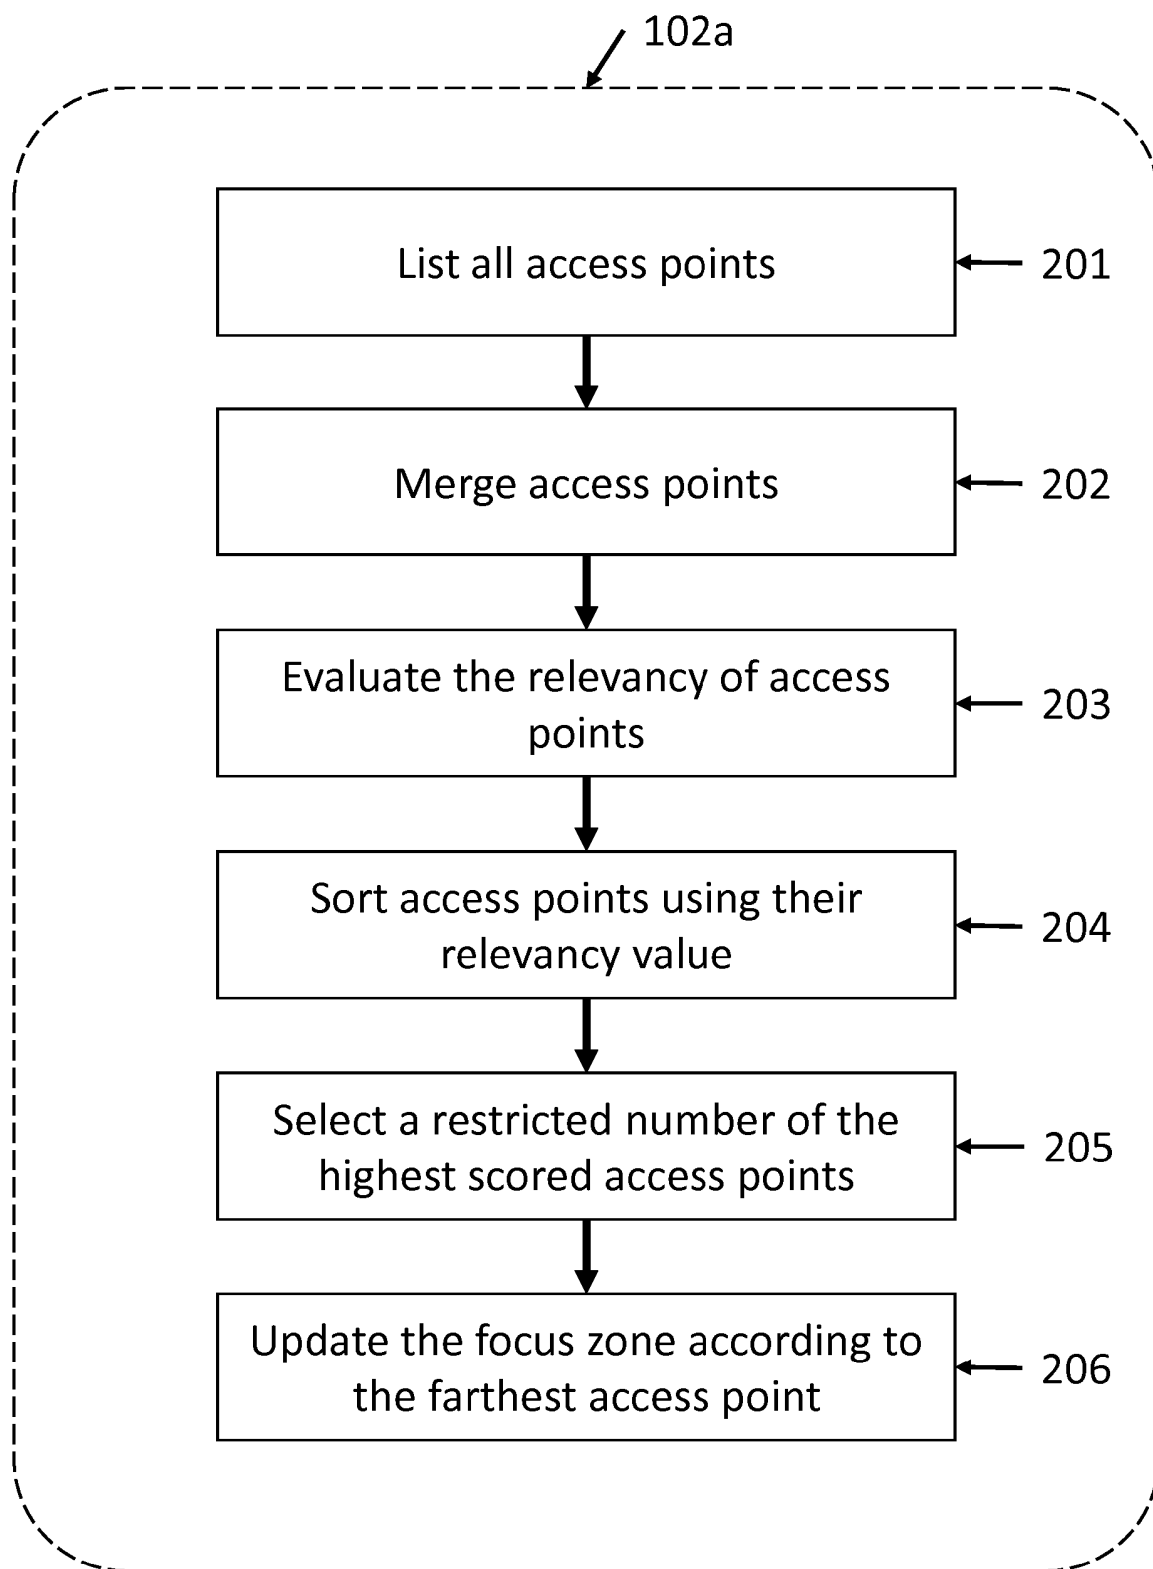 102a
List all access points
201
Merge access points
202
Evaluate the relevancy of access
points
203
Sort access points using their
relevancy value
204
Select a restricted number of the
highest scored access points
205
Update the focus zone according to
the farthest access point
206